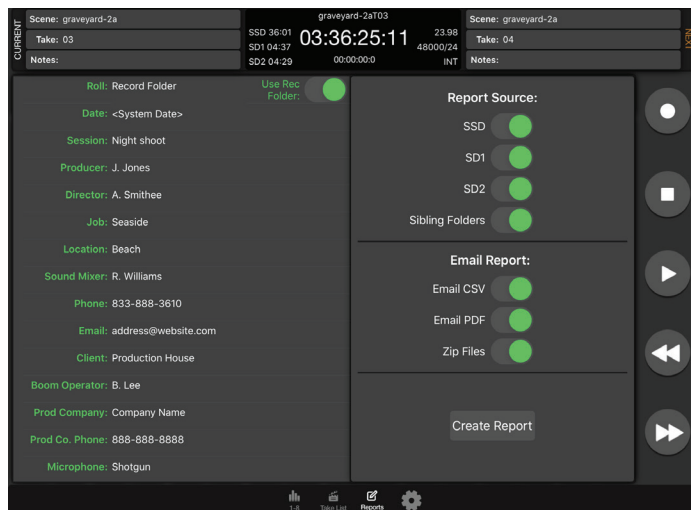 CURRENT
Scene: graveyard-2a
Take: 03
Notes:
graveyard-2aT03
SSD 36:01
SD1 04:37
SD2 04:29
03:36:25:11
00:00:00:0
23.98
48000/24
INT
Scene: graveyard-2a
Take: 04
Notes:
NEXT
Roll: Record Folder
Use Rec
Folder:
Date: <System Date>
Session: Night shoot
Producer: J. Jones
Director: A. Smithee
Job: Seaside
Location: Beach
Sound Mixer: R. Williams
Phone: 833-888-3610
Email: address@website.com
Client: Production House
Boom Operator: B. Lee
Prod Company: Company Name
Prod Co. Phone: 888-888-8888
Microphone: Shotgun
Report Source:
SSD
SD1
SD2
Sibling Folders
Email Report:
Email CSV
Email PDF
Zip Files
Create Report
1-8
Take List
Reports